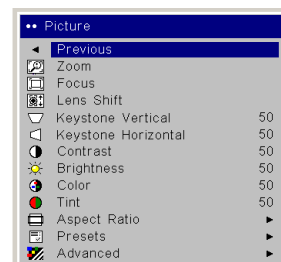 •• Picture
Previous
Zoom
Focus
Lens Shift
Keystone Vertical 50
Keystone Horizontal 50
Contrast 50
Brightness 50
Color 50
Tint 50
Aspect Ratio
Presets
Advanced